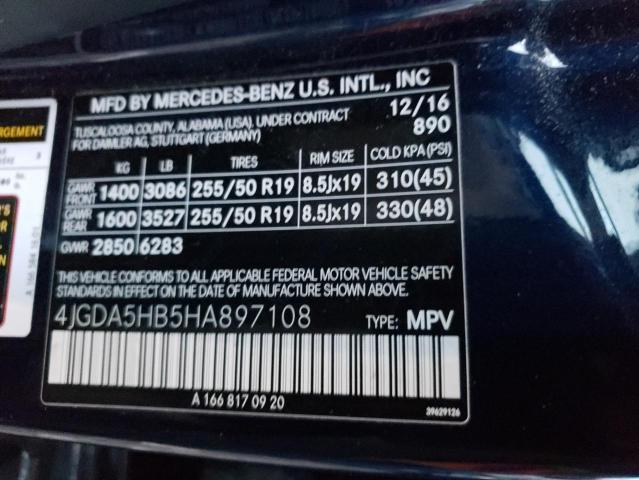 MFD BY MERCEDES-BENZ U.S. INTL., INC
TUSCALOOSA COUNTY, ALABAMA (USA). UNDER CONTRACT 12/16
FOR DAIMLER AG, STUTTGART (GERMANY) 890
KG LB TIRES RIM SIZE COLD KPA (PSI)
GAWR FRONT 1400 3086 255/50 R19 8.5Jx19 310(45)
GAWR REAR 1600 3527 255/50 R19 8.5Jx19 330(48)
GVWR 2850 6283
THIS VEHICLE CONFORMS TO ALL APPLICABLE FEDERAL MOTOR VEHICLE SAFETY
STANDARDS IN EFFECT ON THE DATE OF MANUFACTURE SHOWN ABOVE.
4JGDA5HB5HA897108 TYPE: MPV
A 166 817 09 20
39629126